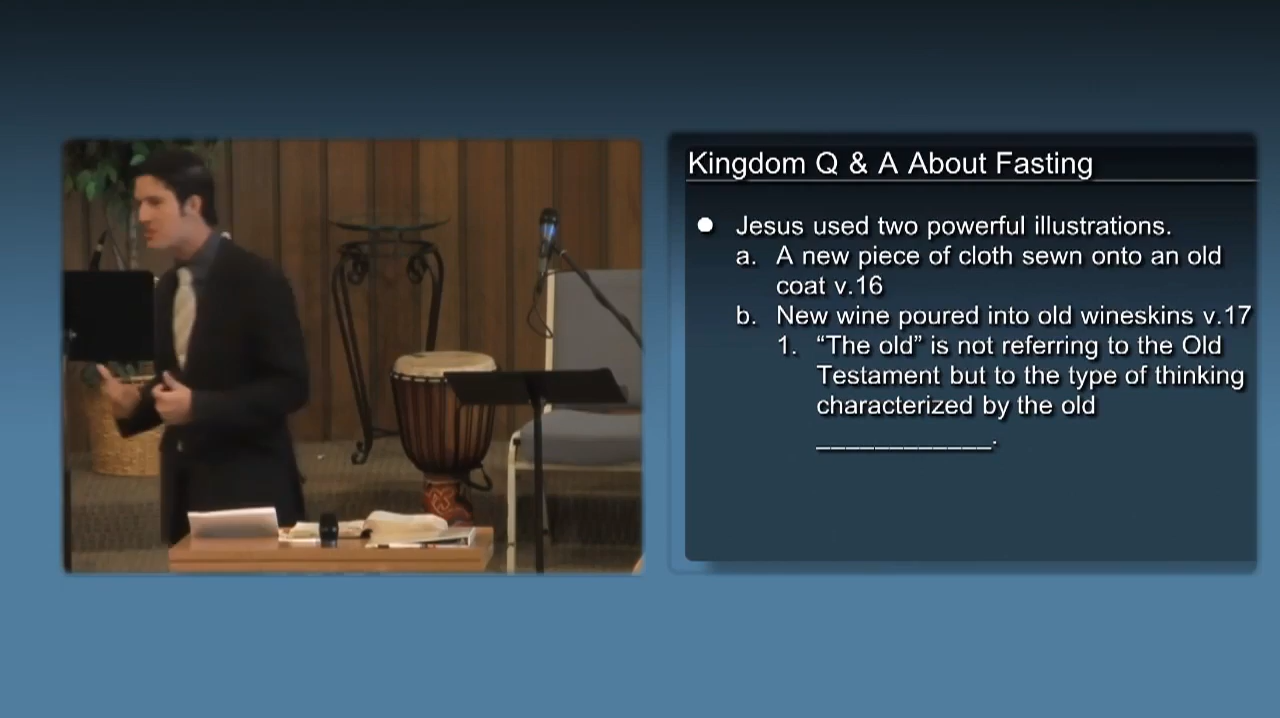 Kingdom Q & A About Fasting
● Jesus used two powerful illustrations.
a. A new piece of cloth sewn onto an old
coat v.16
b. New wine poured into old wineskins v.17
1. “The old” is not referring to the Old
Testament but to the type of thinking
characterized by the old
____________.